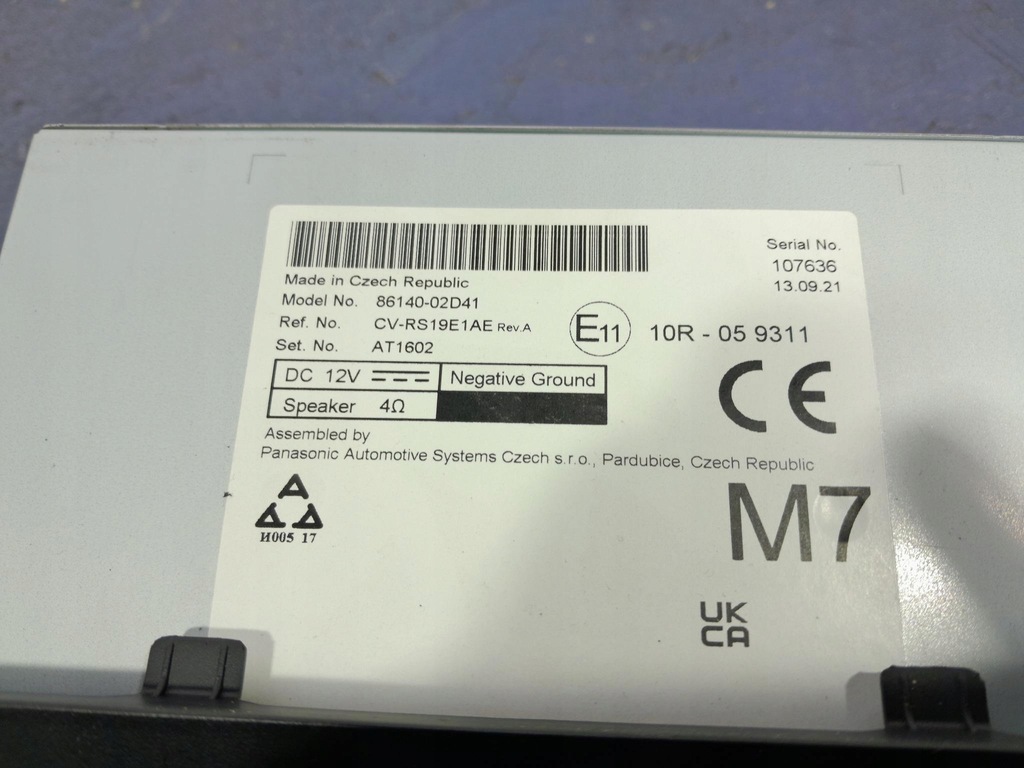 Serial No.
107636
13.09.21
Made in Czech Republic
Model No. 86140-02D41
Ref. No. CV-RS19E1AE Rev.A
Set. No. AT1602
E11 10R - 05 9311
DC 12V Negative Ground
Speaker 4Ω
CE
Assembled by
Panasonic Automotive Systems Czech s.r.o., Pardubice, Czech Republic
И005 17
M7
UK
CA